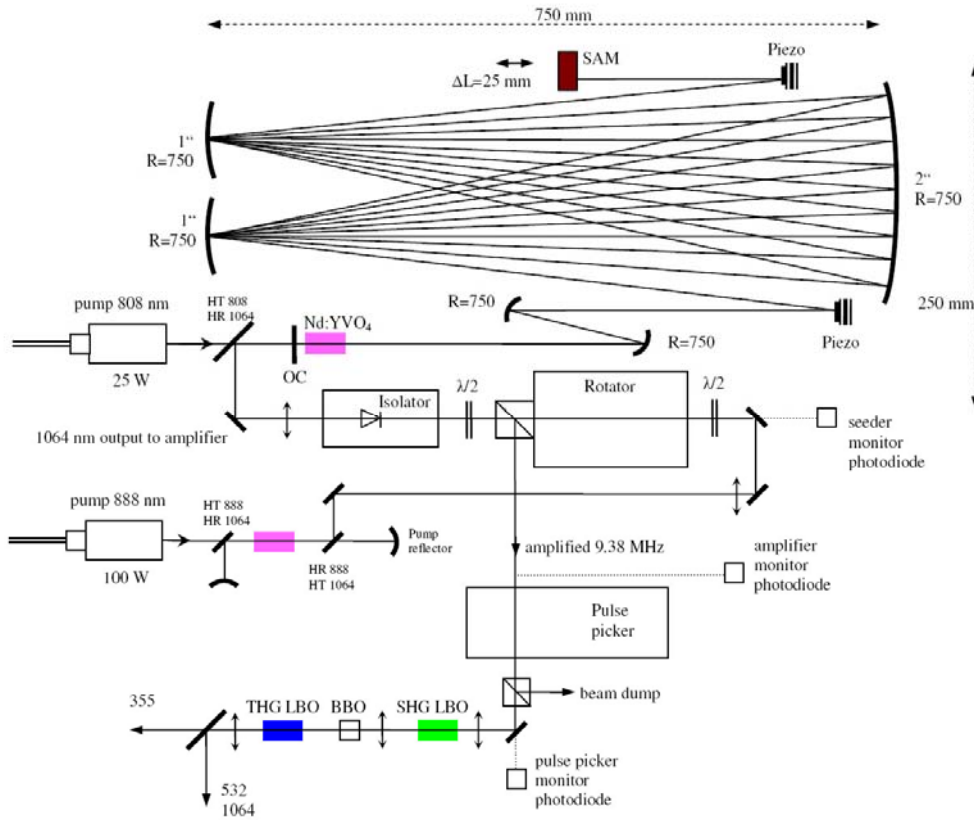 750 mm
SAM
Piezo
ΔL=25 mm
1"
R=750
2"
R=750
1"
R=750
250 mm
R=750
R=750
Piezo
pump 808 nm
HT 808
HR 1064
Nd:YVO4
25 W
OC
Isolator
λ/2
Rotator
λ/2
1064 nm output to amplifier
seeder
monitor
photodiode
pump 888 nm
HT 888
HR 1064
100 W
Pump
reflector
HR 888
HT 1064
amplified 9.38 MHz
amplifier
monitor
photodiode
Pulse
picker
beam dump
355
THG LBO
BBO
SHG LBO
532
1064
pulse picker
monitor
photodiode